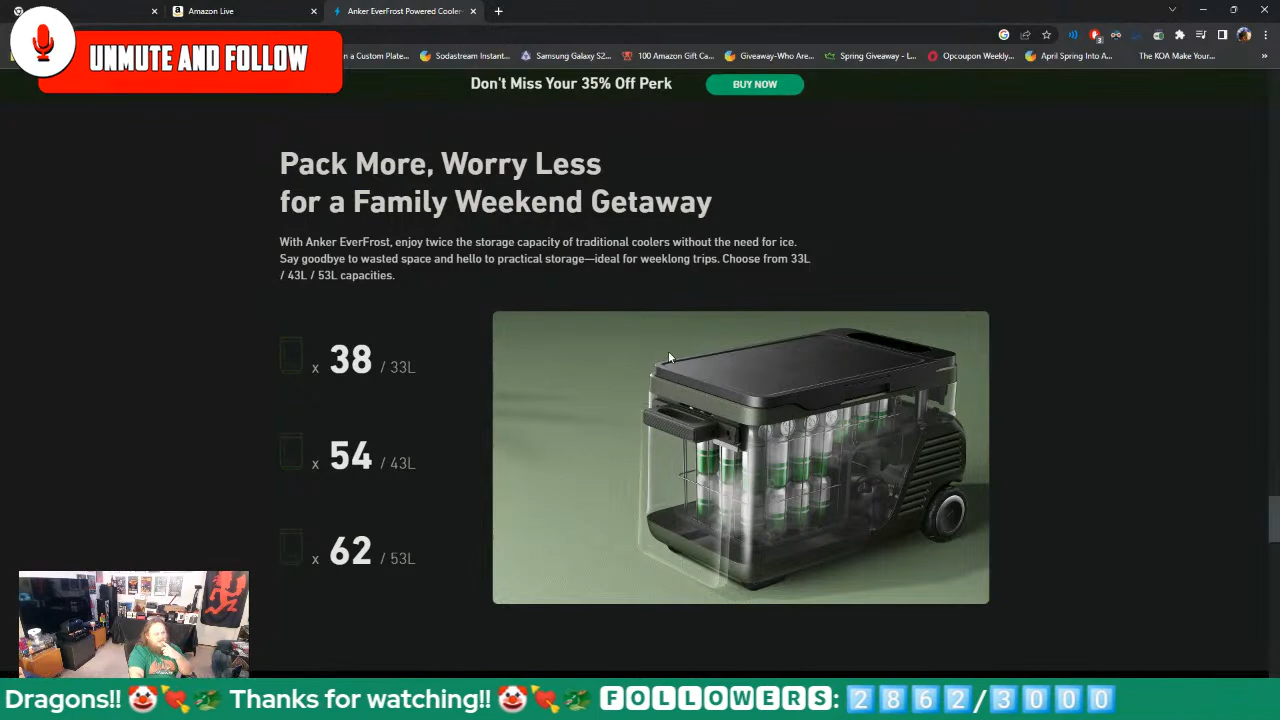 Amazon Live
Anker EverFrost Powered Cooler
UNMUTE AND FOLLOW
n a Custom Plate...
Sodastream Instant...
Samsung Galaxy S2...
100 Amazon Gift Ca...
Giveaway-Who Are...
Spring Giveaway - L...
Opcoupon Weekly...
April Spring Into A...
The KOA Make Your...
Don't Miss Your 35% Off Perk
BUY NOW
Pack More, Worry Less
for a Family Weekend Getaway
With Anker EverFrost, enjoy twice the storage capacity of traditional coolers without the need for ice.
Say goodbye to wasted space and hello to practical storage—ideal for weeklong trips. Choose from 33L
/ 43L / 53L capacities.
x 38 / 33L
x 54 / 43L
x 62 / 53L
Dragons!! 🤡💘🐉 Thanks for watching!! 🤡💘🐉 FOLLOWERS: 2862/3000